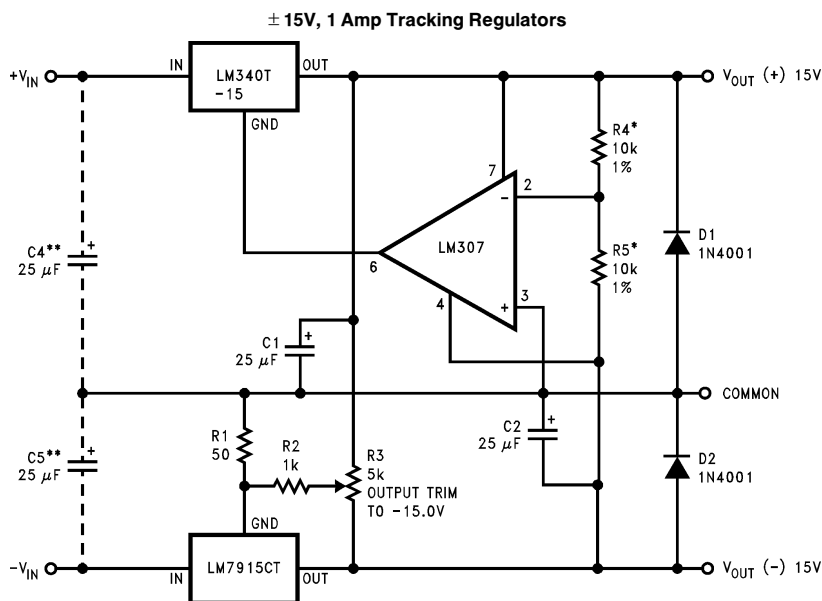 ± 15V, 1 Amp Tracking Regulators
+VIN
IN
LM340T
-15
OUT
GND
VOUT (+) 15V
R4*
10k
1%
7
2
-
LM307
6
4
3
+
R5*
10k
1%
D1
1N4001
C4**
25 μF
+
C1
25 μF
+
COMMON
C5**
25 μF
+
R1
50
R2
1k
R3
5k
OUTPUT TRIM
TO -15.0V
C2
25 μF
+
D2
1N4001
GND
-VIN
IN
LM7915CT
OUT
VOUT (-) 15V